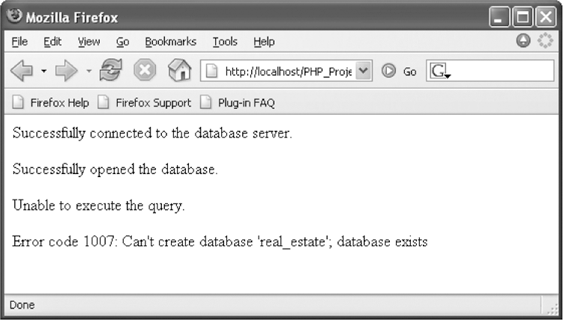 Mozilla Firefox
File Edit View Go Bookmarks Tools Help
http://localhost/PHP_Proje Go G
Firefox Help Firefox Support Plug-in FAQ
Successfully connected to the database server.
Successfully opened the database.
Unable to execute the query.
Error code 1007: Can't create database 'real_estate'; database exists
Done